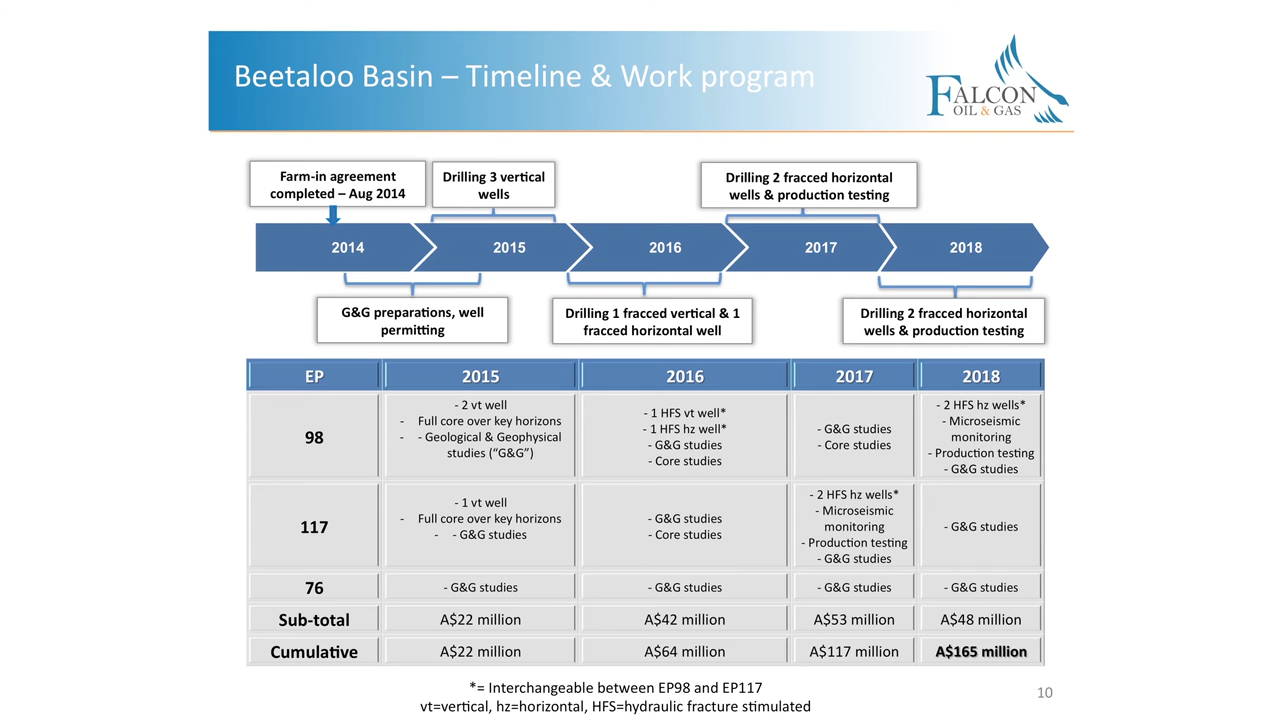 Beetaloo Basin – Timeline & Work program
FALCON
OIL & GAS
Farm-in agreement
completed – Aug 2014
Drilling 3 vertical
wells
Drilling 2 fracced horizontal
wells & production testing
2014
2015
2016
2017
2018
G&G preparations, well
permitting
Drilling 1 fracced vertical & 1
fracced horizontal well
Drilling 2 fracced horizontal
wells & production testing
EP
2015
2016
2017
2018
98
- 2 vt well
- Full core over key horizons
- - Geological & Geophysical
studies (“G&G”)
- 1 HFS vt well*
- 1 HFS hz well*
- G&G studies
- Core studies
- G&G studies
- Core studies
- 2 HFS hz wells*
- Microseismic
monitoring
- Production testing
- G&G studies
117
- 1 vt well
- Full core over key horizons
- - G&G studies
- G&G studies
- Core studies
- 2 HFS hz wells*
- Microseismic
monitoring
- Production testing
- G&G studies
- G&G studies
76
- G&G studies
- G&G studies
- G&G studies
- G&G studies
Sub-total
A$22 million
A$42 million
A$53 million
A$48 million
Cumulative
A$22 million
A$64 million
A$117 million
A$165 million
*= Interchangeable between EP98 and EP117
vt=vertical, hz=horizontal, HFS=hydraulic fracture stimulated
10